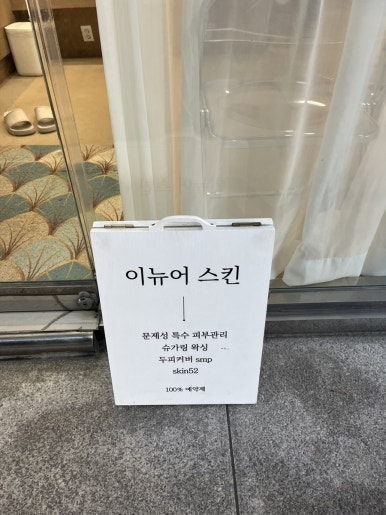 이뉴어 스킨
문제성 특수 피부관리
슈가링 왁싱
두피커버 smp
skin52
100% 예약제